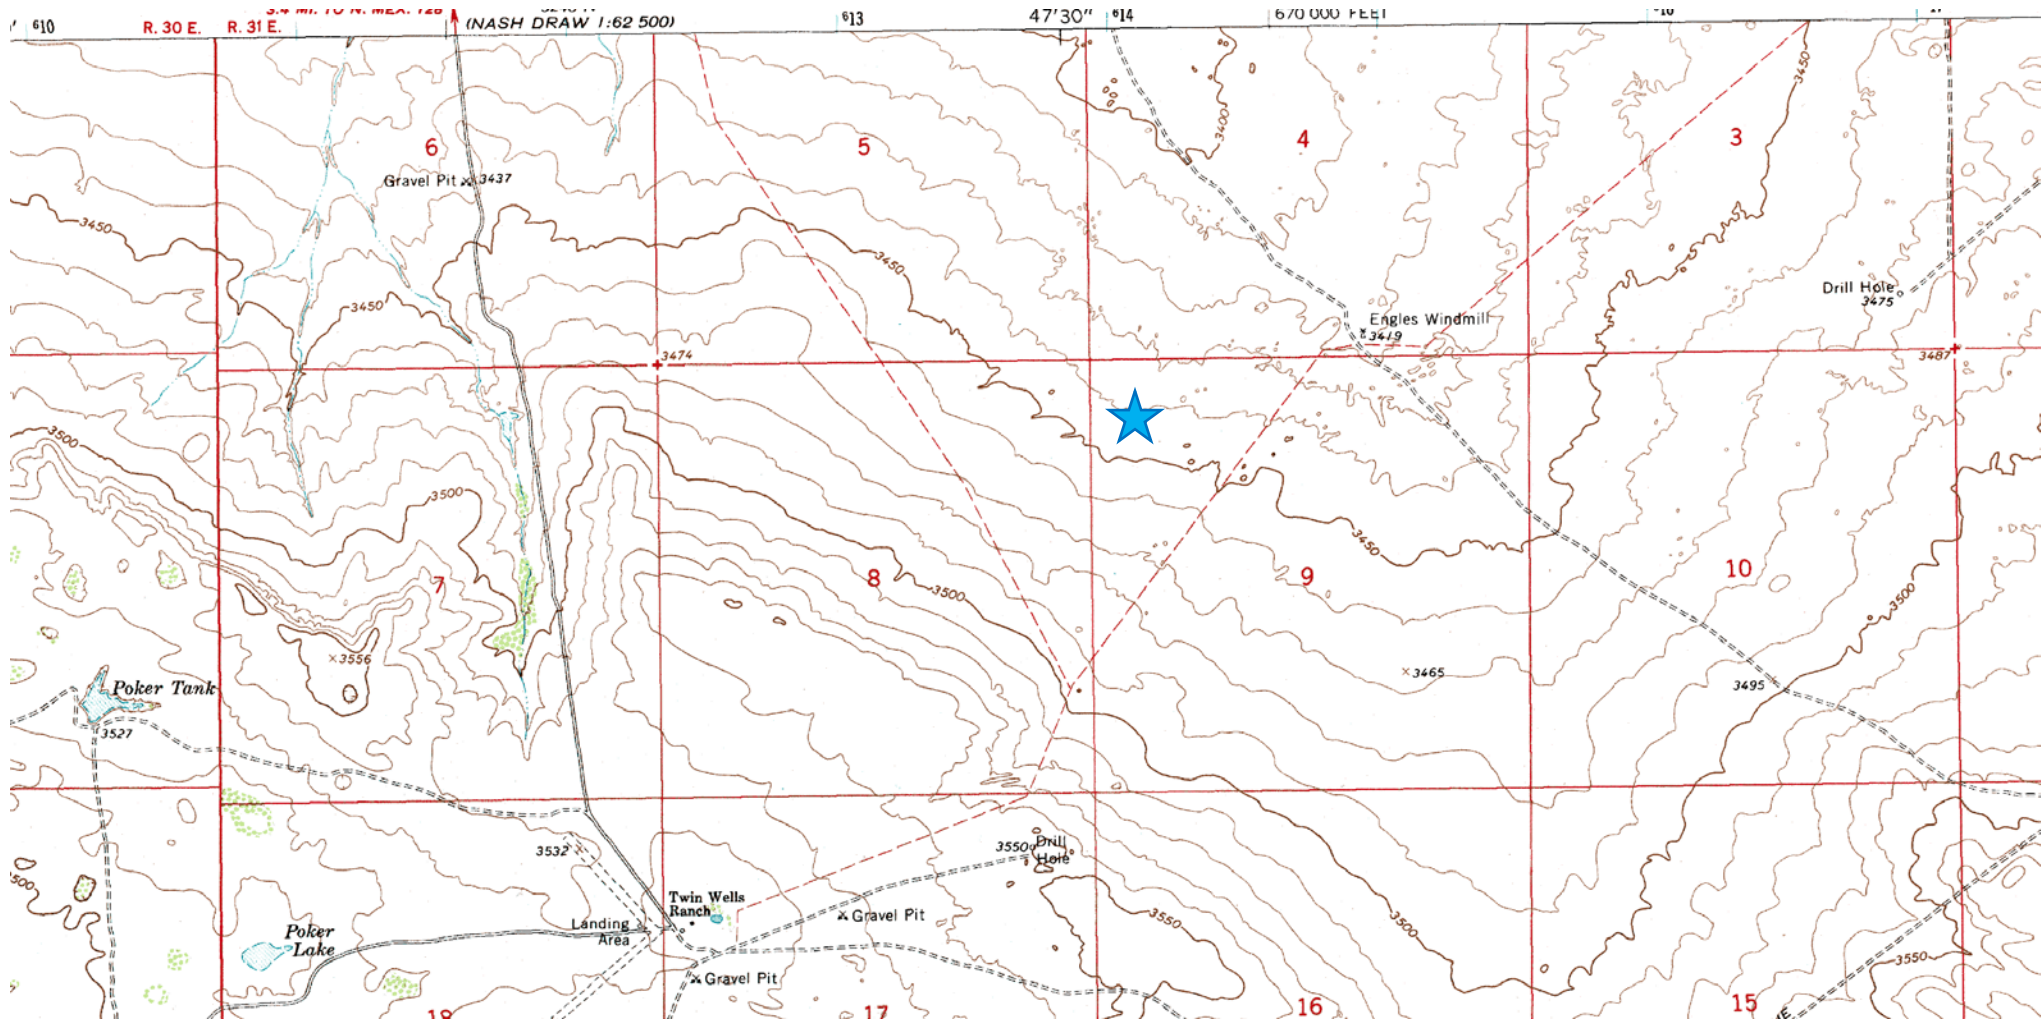 (NASH DRAW 1:62 500)
47'30"
⁶10
R. 30 E.
R. 31 E.
⁶13
⁶14
670 000 FEET
3450
6
5
4
3
3400
Gravel Pit
3437
3450
3450
3450
Drill Hole
3475
Engles Windmill
3419
3474
3487
3500
3500
3450
7
8
3500
9
10
3500
3556
3465
3495
Poker Tank
3527
3532
3550
Drill
Hole
Twin Wells
Ranch
Landing
Area
Gravel Pit
3550
3500
Poker
Lake
3550
Gravel Pit
18
17
16
15